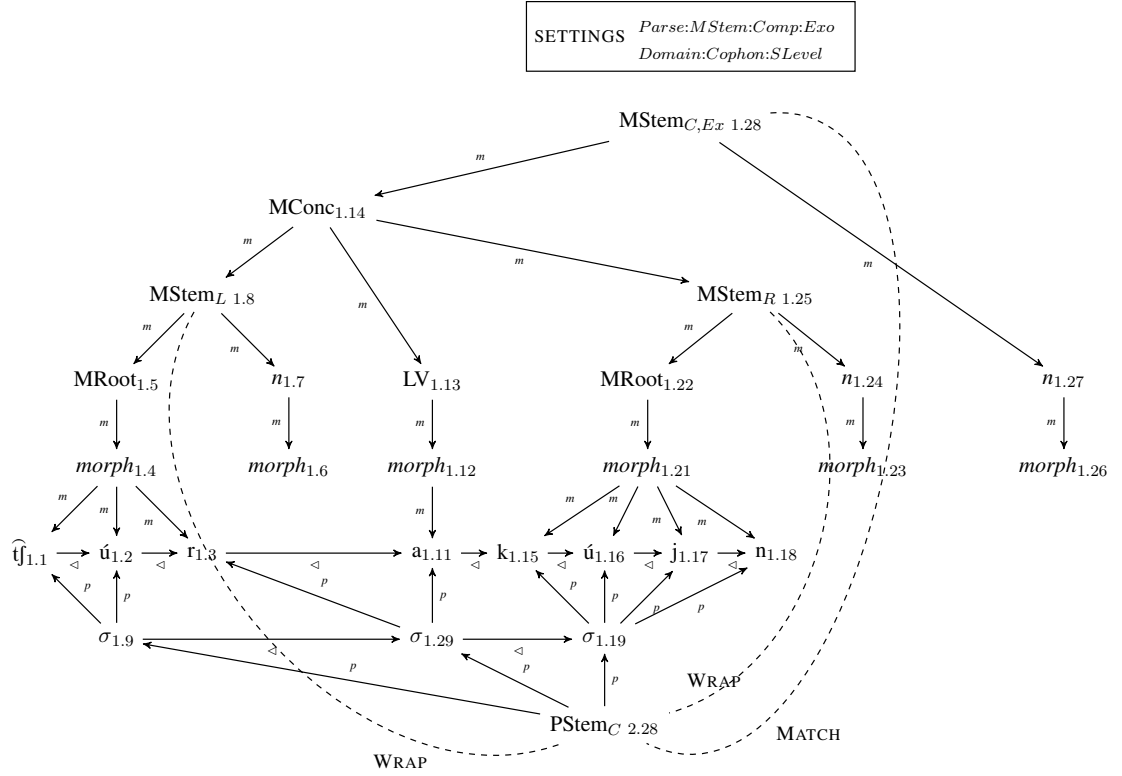 SETTINGS Parse:MStem:Comp:Exo
Domain:Cophon:SLevel
MStem_{C,Ex 1.28}
m
MConc_{1.14}
m m m m
MStem_{L 1.8} MStem_{R 1.25}
m m m m
MRoot_{1.5} n_{1.7} LV_{1.13} MRoot_{1.22} n_{1.24} n_{1.27}
m m m m m m
morph_{1.4} morph_{1.6} morph_{1.12} morph_{1.21} morph_{1.23} morph_{1.26}
m m m m m m m m
t͡ʃ_{1.1} ú_{1.2} r_{1.3} a_{1.11} k_{1.15} ú_{1.16} j_{1.17} n_{1.18}
◁ ◁ ◁ ◁ ◁ ◁ ◁
p p p p p p p p
σ_{1.9} σ_{1.29} σ_{1.19}
◁ ◁
p p p
WRAP
PStem_{C 2.28}
MATCH
WRAP